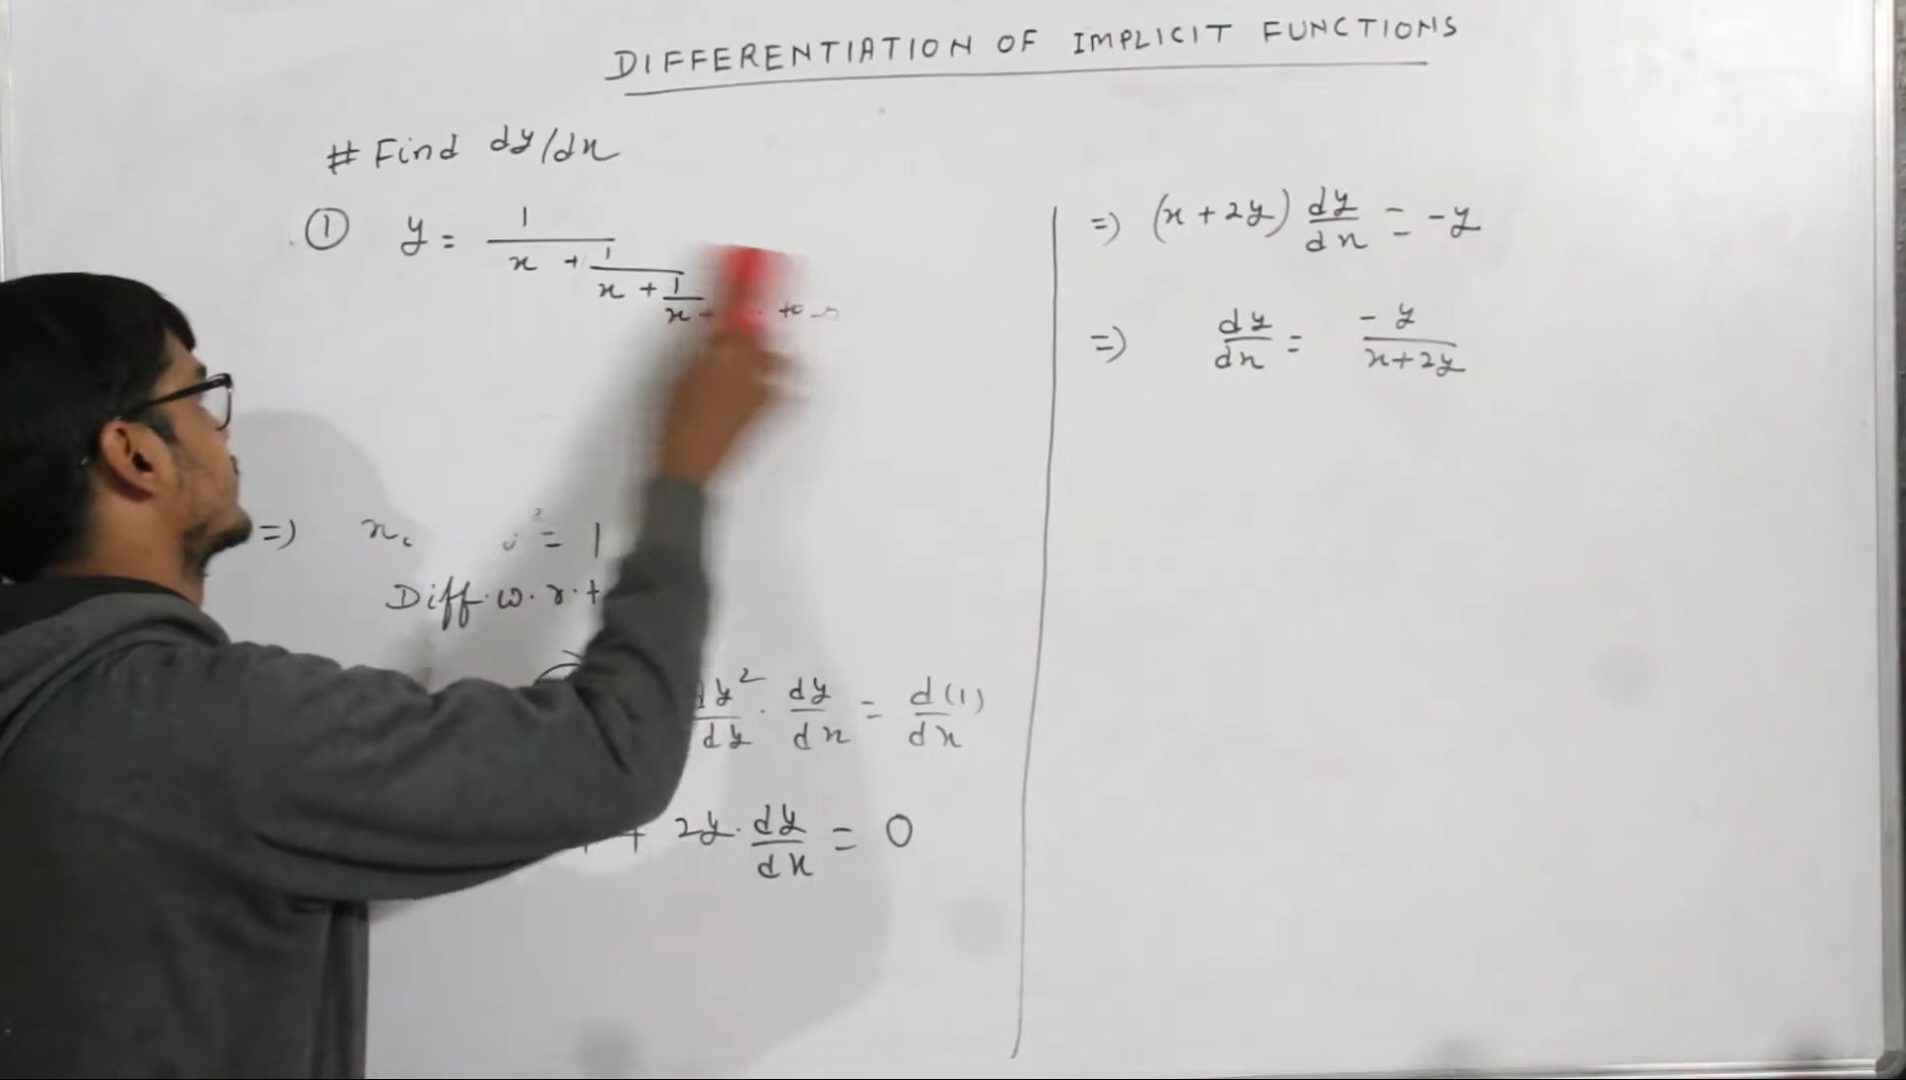 DIFFERENTIATION OF IMPLICIT FUNCTIONS
# Find dy/dx
① y = 1/(x + 1/(x + 1/(x + ... to ∞
=> x = 1
Diff. w.r.t
dy²/dy · dy/dx = d(1)/dx
+ 2y · dy/dx = 0
=> (x + 2y) dy/dx = -y
=> dy/dx = -y/(x+2y)